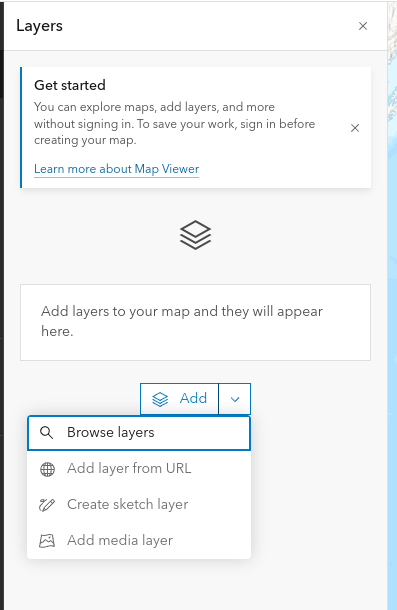 Layers
Get started
You can explore maps, add layers, and more
without signing in. To save your work, sign in before
creating your map.
Learn more about Map Viewer
Add layers to your map and they will appear
here.
Add
Browse layers
Add layer from URL
Create sketch layer
Add media layer